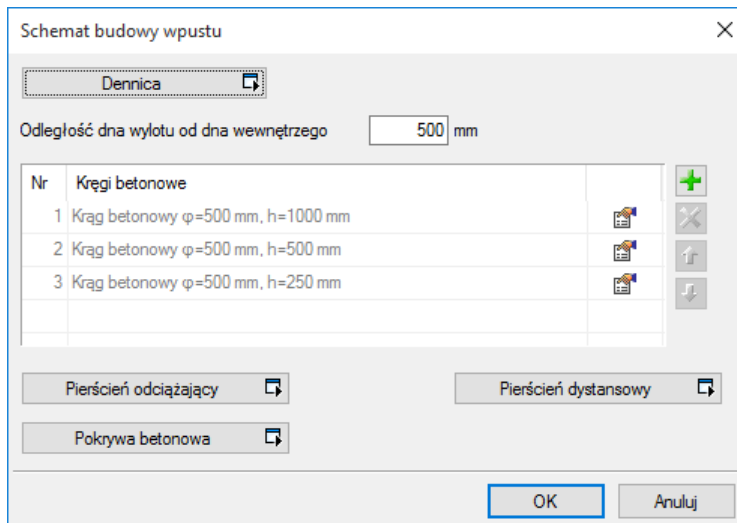 Schemat budowy wpustu
Dennica
Odległość dna wylotu od dna wewnętrzego 500 mm
Nr Kręgi betonowe
1 Krąg betonowy φ=500 mm, h=1000 mm
2 Krąg betonowy φ=500 mm, h=500 mm
3 Krąg betonowy φ=500 mm, h=250 mm
Pierścień odciążający Pierścień dystansowy
Pokrywa betonowa
OK Anuluj